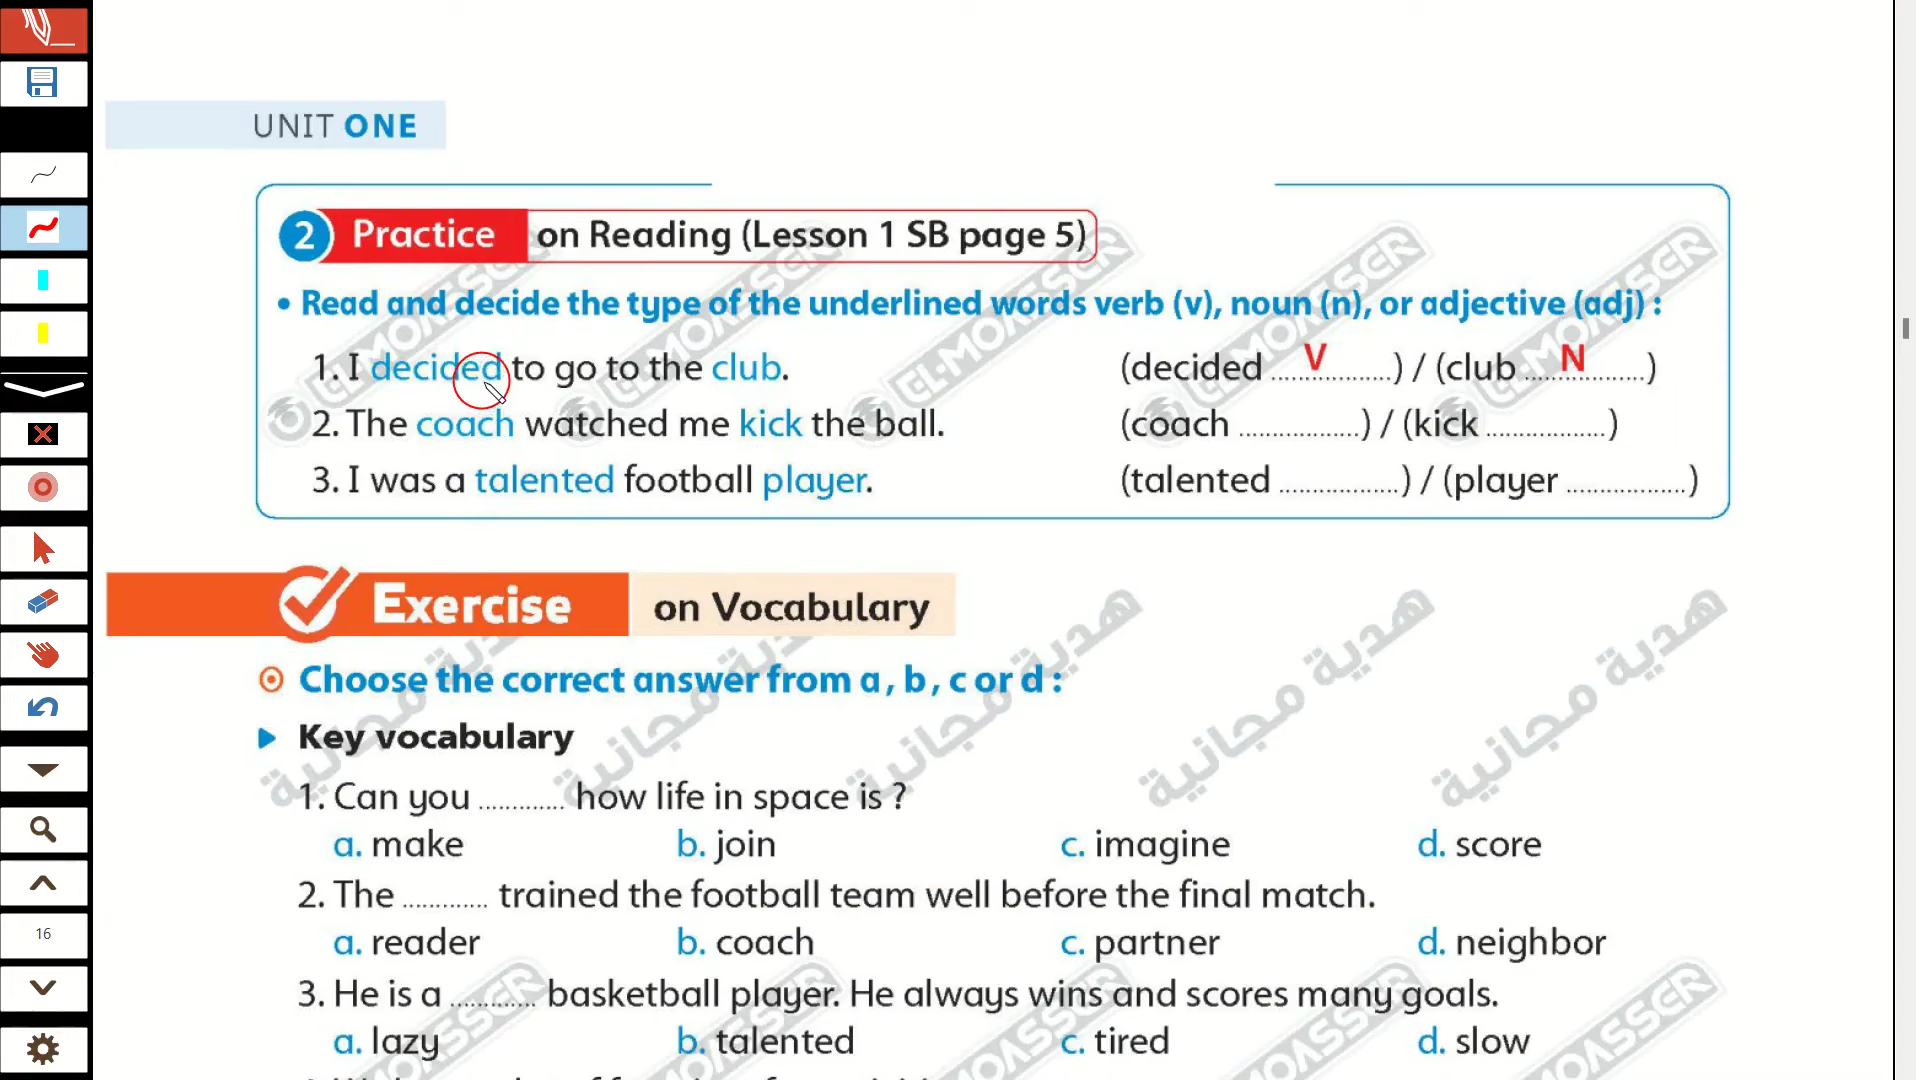 UNIT ONE
2 Practice on Reading (Lesson 1 SB page 5)
• Read and decide the type of the underlined words verb (v), noun (n), or adjective (adj) :
1. I decided to go to the club. (decided ....V....) / (club ....N....)
2. The coach watched me kick the ball. (coach ..................) / (kick ..................)
3. I was a talented football player. (talented ..................) / (player ..................)
Exercise on Vocabulary
Choose the correct answer from a , b , c or d :
Key vocabulary
1. Can you ............. how life in space is ?
a. make b. join c. imagine d. score
2. The ............. trained the football team well before the final match.
a. reader b. coach c. partner d. neighbor
3. He is a ............. basketball player. He always wins and scores many goals.
a. lazy b. talented c. tired d. slow
16
EL-MOASSER
هدية مجانية